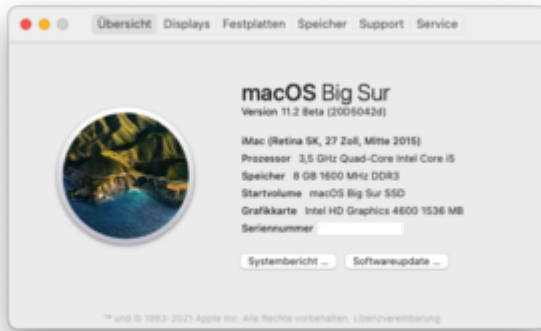 Übersicht Displays Festplatten Speicher Support Service
macOS Big Sur
Version 11.2 Beta (20D5042d)
iMac (Retina 5K, 27 Zoll, Mitte 2015)
Prozessor 3,5 GHz Quad-Core Intel Core i5
Speicher 8 GB 1600 MHz DDR3
Startvolume macOS Big Sur SSD
Grafikkarte Intel HD Graphics 4600 1536 MB
Seriennummer
Systembericht ... Softwareupdate ...
™ und © 1983-2021 Apple Inc. Alle Rechte vorbehalten. Lizenzvereinbarung